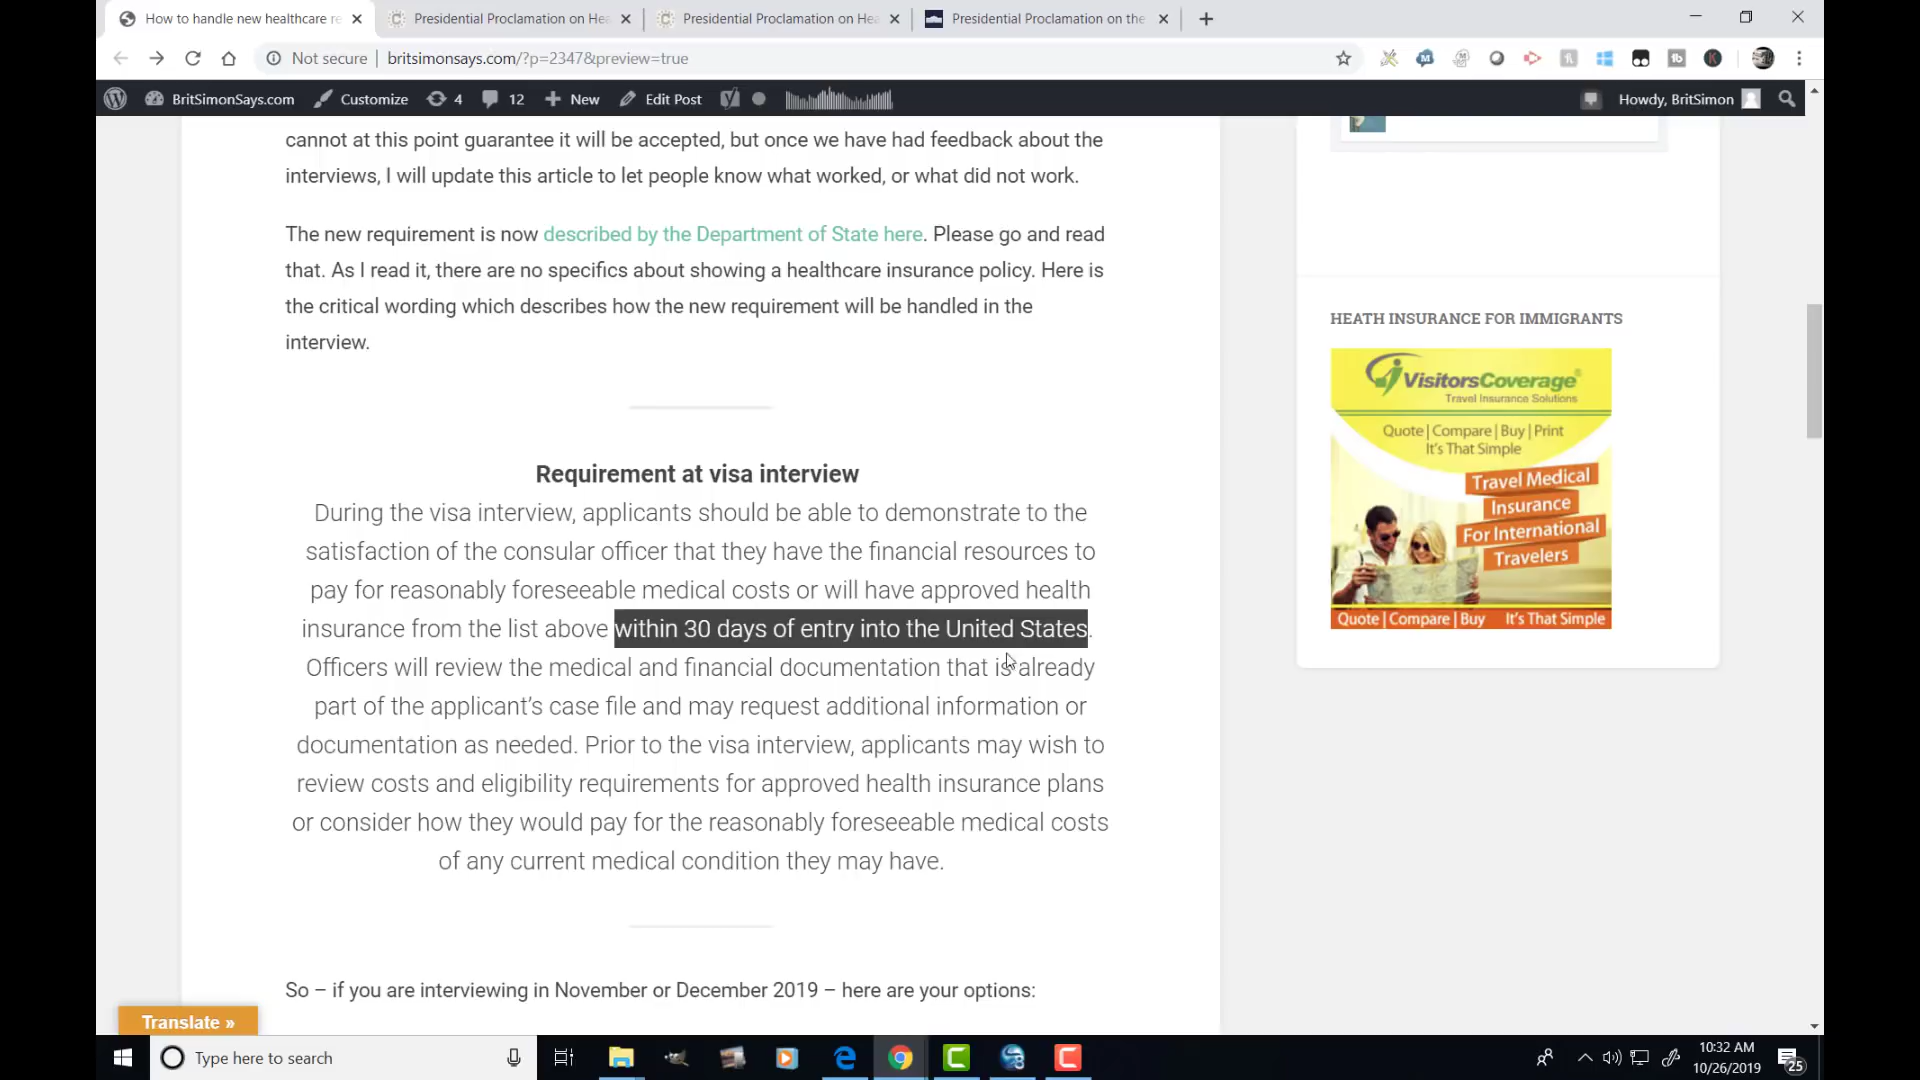 How to handle new healthcare re
Presidential Proclamation on Hea
Presidential Proclamation on Hea
Presidential Proclamation on the
Not secure | britsimonsays.com/?p=2347&preview=true
BritSimonSays.com Customize 4 12 New Edit Post Howdy, BritSimon
cannot at this point guarantee it will be accepted, but once we have had feedback about the
interviews, I will update this article to let people know what worked, or what did not work.
The new requirement is now described by the Department of State here. Please go and read
that. As I read it, there are no specifics about showing a healthcare insurance policy. Here is
the critical wording which describes how the new requirement will be handled in the
interview.
Requirement at visa interview
During the visa interview, applicants should be able to demonstrate to the
satisfaction of the consular officer that they have the financial resources to
pay for reasonably foreseeable medical costs or will have approved health
insurance from the list above within 30 days of entry into the United States.
Officers will review the medical and financial documentation that is already
part of the applicant's case file and may request additional information or
documentation as needed. Prior to the visa interview, applicants may wish to
review costs and eligibility requirements for approved health insurance plans
or consider how they would pay for the reasonably foreseeable medical costs
of any current medical condition they may have.
So – if you are interviewing in November or December 2019 – here are your options:
HEATH INSURANCE FOR IMMIGRANTS
VisitorsCoverage®
Travel Insurance Solutions
Quote | Compare | Buy | Print
It's That Simple
Travel Medical
Insurance
For International
Travelers
Quote | Compare | Buy It's That Simple
Translate »
Type here to search
10:32 AM
10/26/2019
25